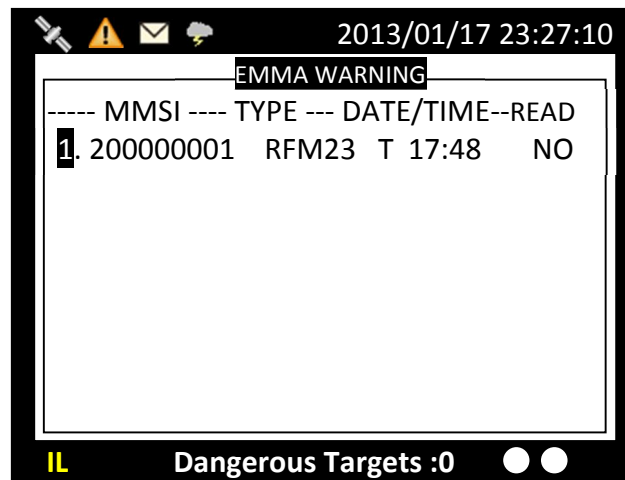 2013/01/17 23:27:10
EMMA WARNING
----- MMSI ---- TYPE --- DATE/TIME--READ
1. 200000001 RFM23 T 17:48 NO
IL Dangerous Targets :0